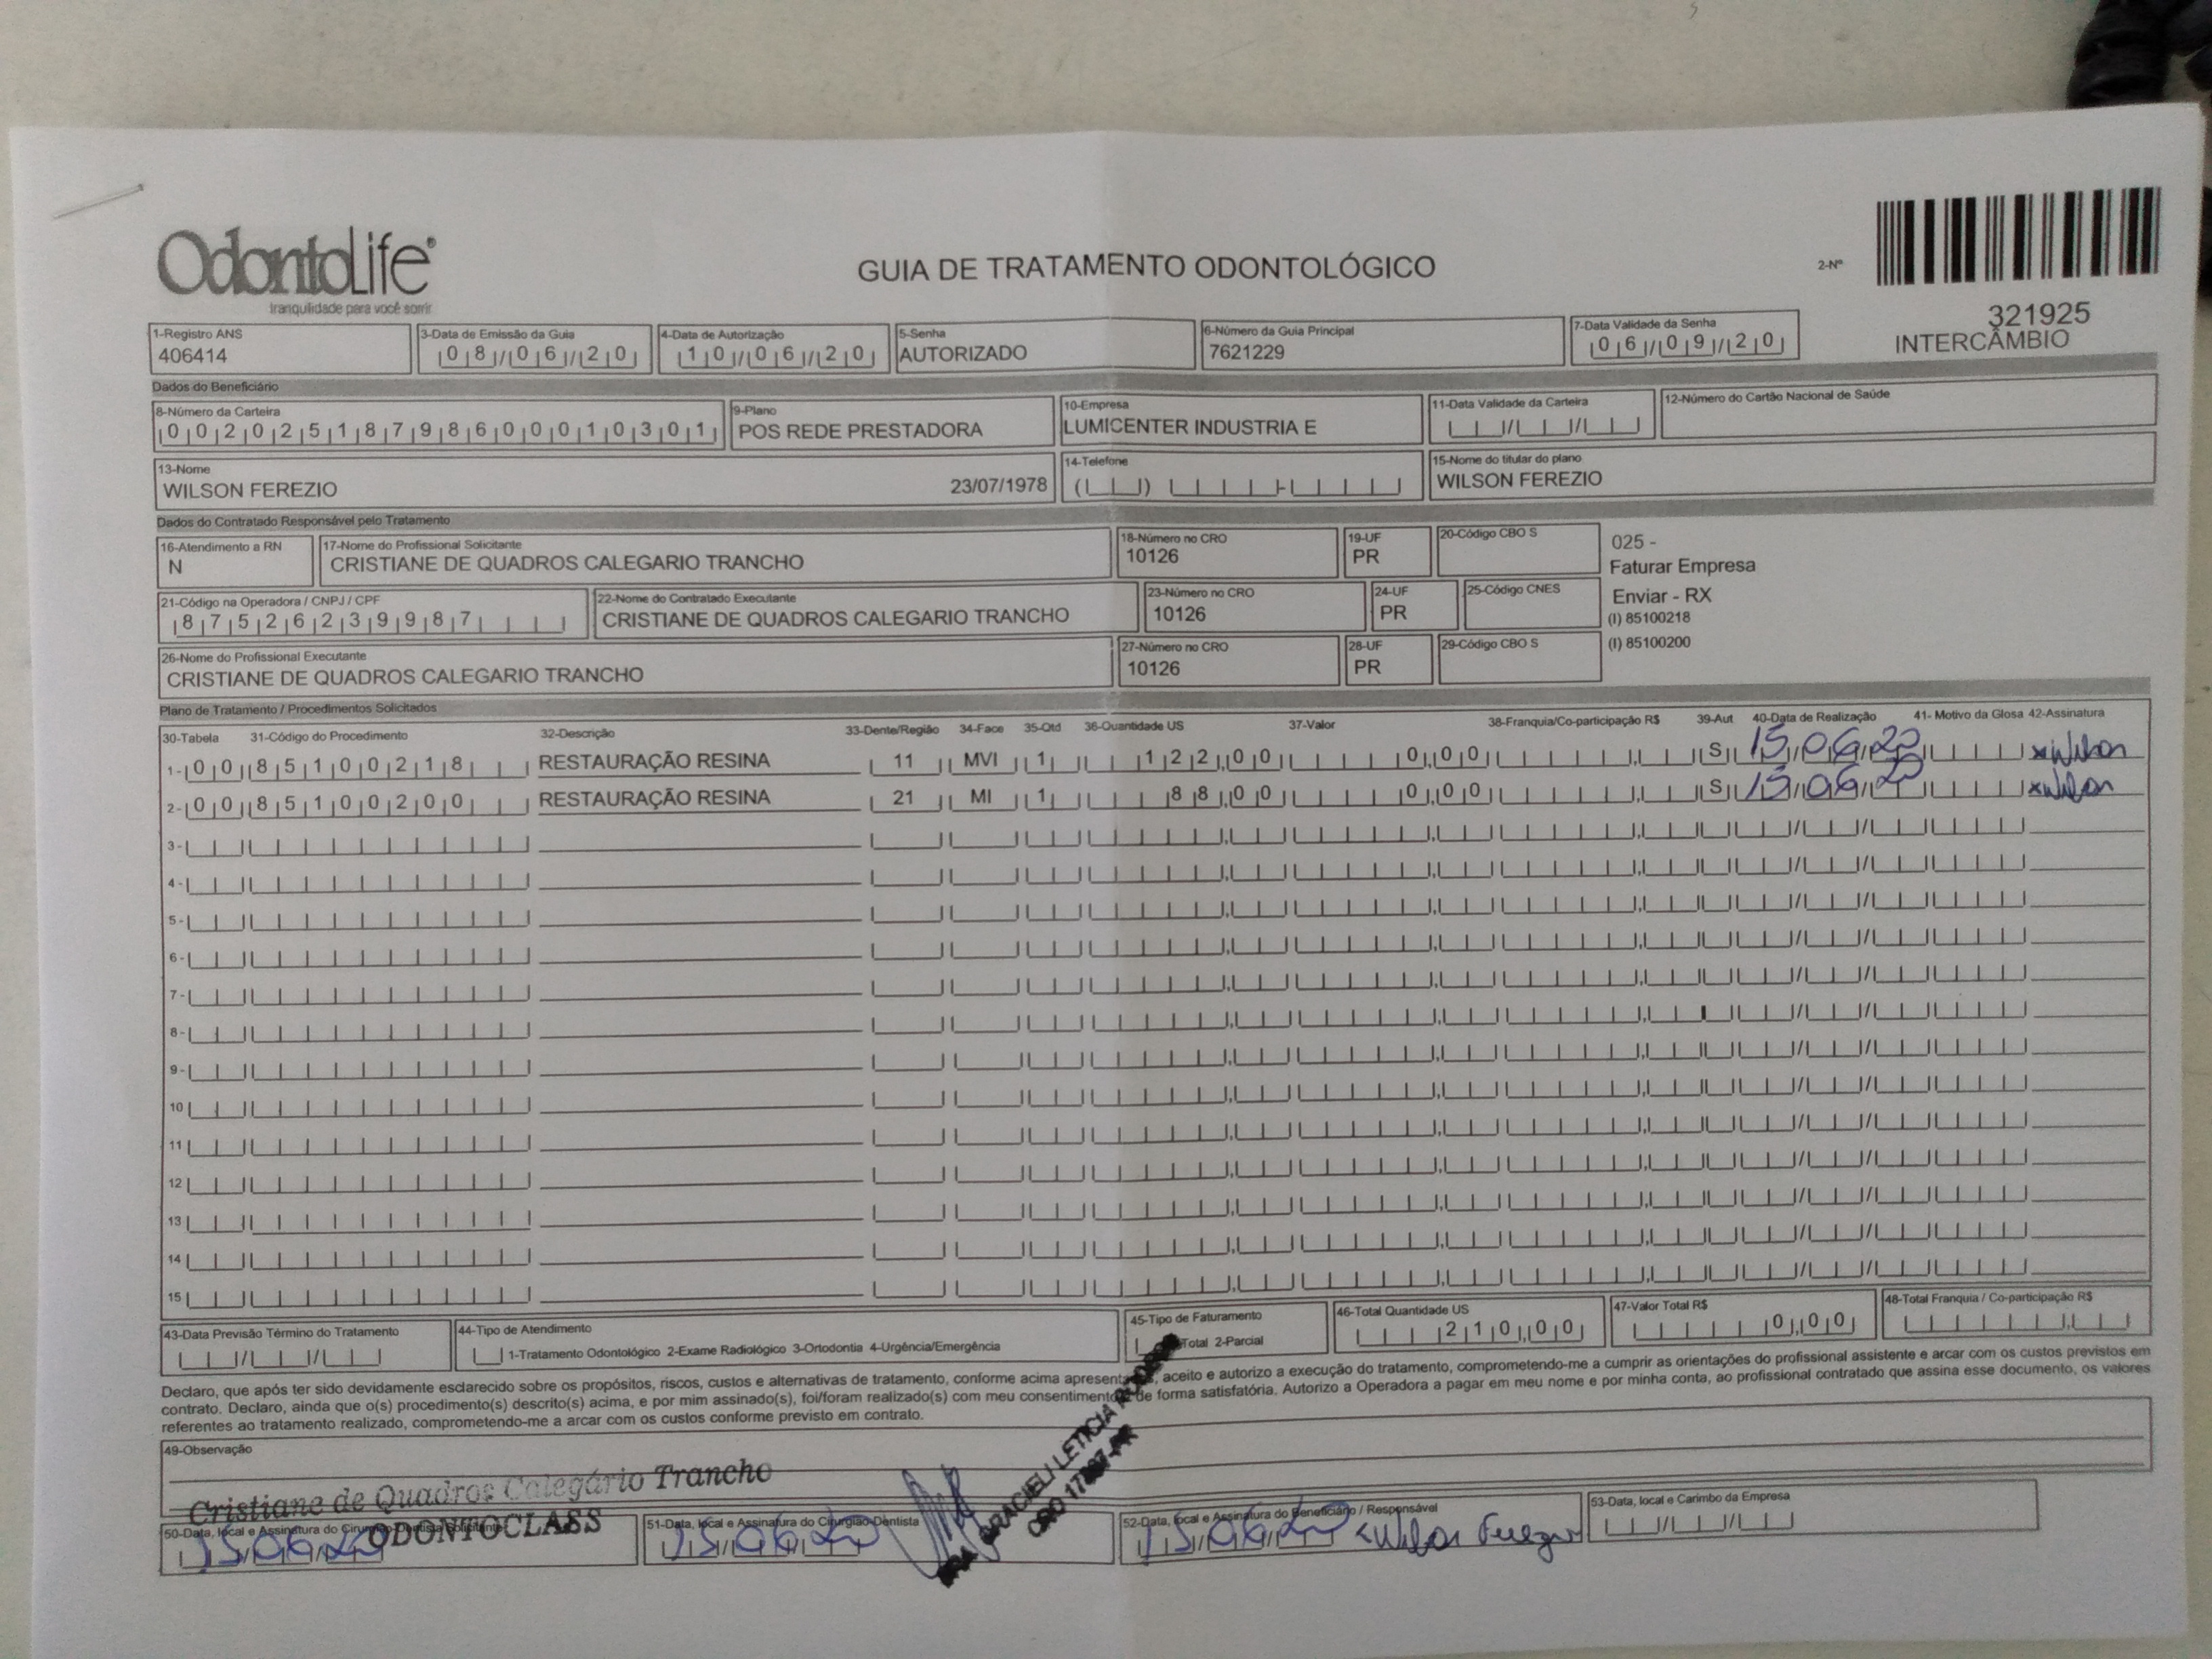 OdontoLife®
tranquilidade para você sorrir
GUIA DE TRATAMENTO ODONTOLÓGICO
2-Nº
321925
INTERCÂMBIO
1-Registro ANS
406414
3-Data de Emissão da Guia
08/06/20
4-Data de Autorização
10/06/20
5-Senha
AUTORIZADO
6-Número da Guia Principal
7621229
7-Data Validade da Senha
06/09/20
Dados do Beneficiário
8-Número da Carteira
00202518798600010301
9-Plano
POS REDE PRESTADORA
10-Empresa
LUMICENTER INDUSTRIA E
11-Data Validade da Carteira
12-Número do Cartão Nacional de Saúde
13-Nome
WILSON FEREZIO 23/07/1978
14-Telefone
15-Nome do titular do plano
WILSON FEREZIO
Dados do Contratado Responsável pelo Tratamento
16-Atendimento a RN
N
17-Nome do Profissional Solicitante
CRISTIANE DE QUADROS CALEGARIO TRANCHO
18-Número no CRO
10126
19-UF
PR
20-Código CBO S
025 -
Faturar Empresa
Enviar - RX
(I) 85100218
(I) 85100200
21-Código na Operadora / CNPJ / CPF
87526239987
22-Nome do Contratado Executante
CRISTIANE DE QUADROS CALEGARIO TRANCHO
23-Número no CRO
10126
24-UF
PR
25-Código CNES
26-Nome do Profissional Executante
CRISTIANE DE QUADROS CALEGARIO TRANCHO
27-Número no CRO
10126
28-UF
PR
29-Código CBO S
Plano de Tratamento / Procedimentos Solicitados
30-Tabela 31-Código do Procedimento 32-Descrição 33-Dente/Região 34-Face 35-Qtd 36-Quantidade US 37-Valor 38-Franquia/Co-participação R$ 39-Aut 40-Data de Realização 41- Motivo da Glosa 42-Assinatura
1- 00 85100218 RESTAURAÇÃO RESINA 11 MVI 1 122,00 0,00 S 15/06/20 x Wilson
2- 00 85100200 RESTAURAÇÃO RESINA 21 MI 1 88,00 0,00 S 15/06/20 x Wilson
3-
4-
5-
6-
7-
8-
9-
10
11
12
13
14
15
43-Data Previsão Término do Tratamento
44-Tipo de Atendimento
1-Tratamento Odontológico 2-Exame Radiológico 3-Ortodontia 4-Urgência/Emergência
45-Tipo de Faturamento
Total 2-Parcial
46-Total Quantidade US
210,00
47-Valor Total R$
0,00
48-Total Franquia / Co-participação R$
Declaro, que após ter sido devidamente esclarecido sobre os propósitos, riscos, custos e alternativas de tratamento, conforme acima apresentados, aceito e autorizo a execução do tratamento, comprometendo-me a cumprir as orientações do profissional assistente e arcar com os custos previstos em
contrato. Declaro, ainda que o(s) procedimento(s) descrito(s) acima, e por mim assinado(s), foi/foram realizado(s) com meu consentimento e de forma satisfatória. Autorizo a Operadora a pagar em meu nome e por minha conta, ao profissional contratado que assina esse documento, os valores
referentes ao tratamento realizado, comprometendo-me a arcar com os custos conforme previsto em contrato.
49-Observação
Cristiane de Quadros Calegário Trancho
ODONTOCLASS
GRACIELI LETICIA
CRO
50-Data, local e Assinatura do Cirurgião-Dentista Solicitante
15/06/20
51-Data, local e Assinatura do Cirurgião-Dentista
15/06/20
52-Data, local e Assinatura do Beneficiário / Responsável
15/06/20 x Wilson Ferezio
53-Data, local e Carimbo da Empresa